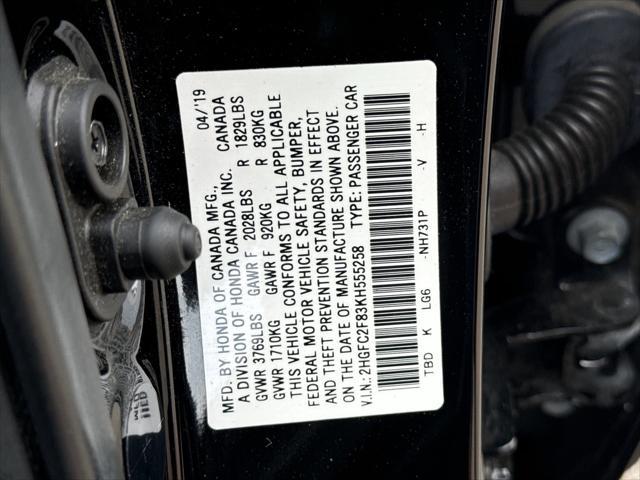 MFD. BY HONDA OF CANADA MFG., 04/'19
A DIVISION OF HONDA CANADA INC. CANADA
GVWR 3769LBS GAWR F 2028LBS R 1829LBS
GVWR 1710KG GAWR F 920KG R 830KG
THIS VEHICLE CONFORMS TO ALL APPLICABLE
FEDERAL MOTOR VEHICLE SAFETY, BUMPER,
AND THEFT PREVENTION STANDARDS IN EFFECT
ON THE DATE OF MANUFACTURE SHOWN ABOVE.
V.I.N.: 2HGFC2F83KH555258 TYPE: PASSENGER CAR
TBD K LG6 -NH731P -V -H